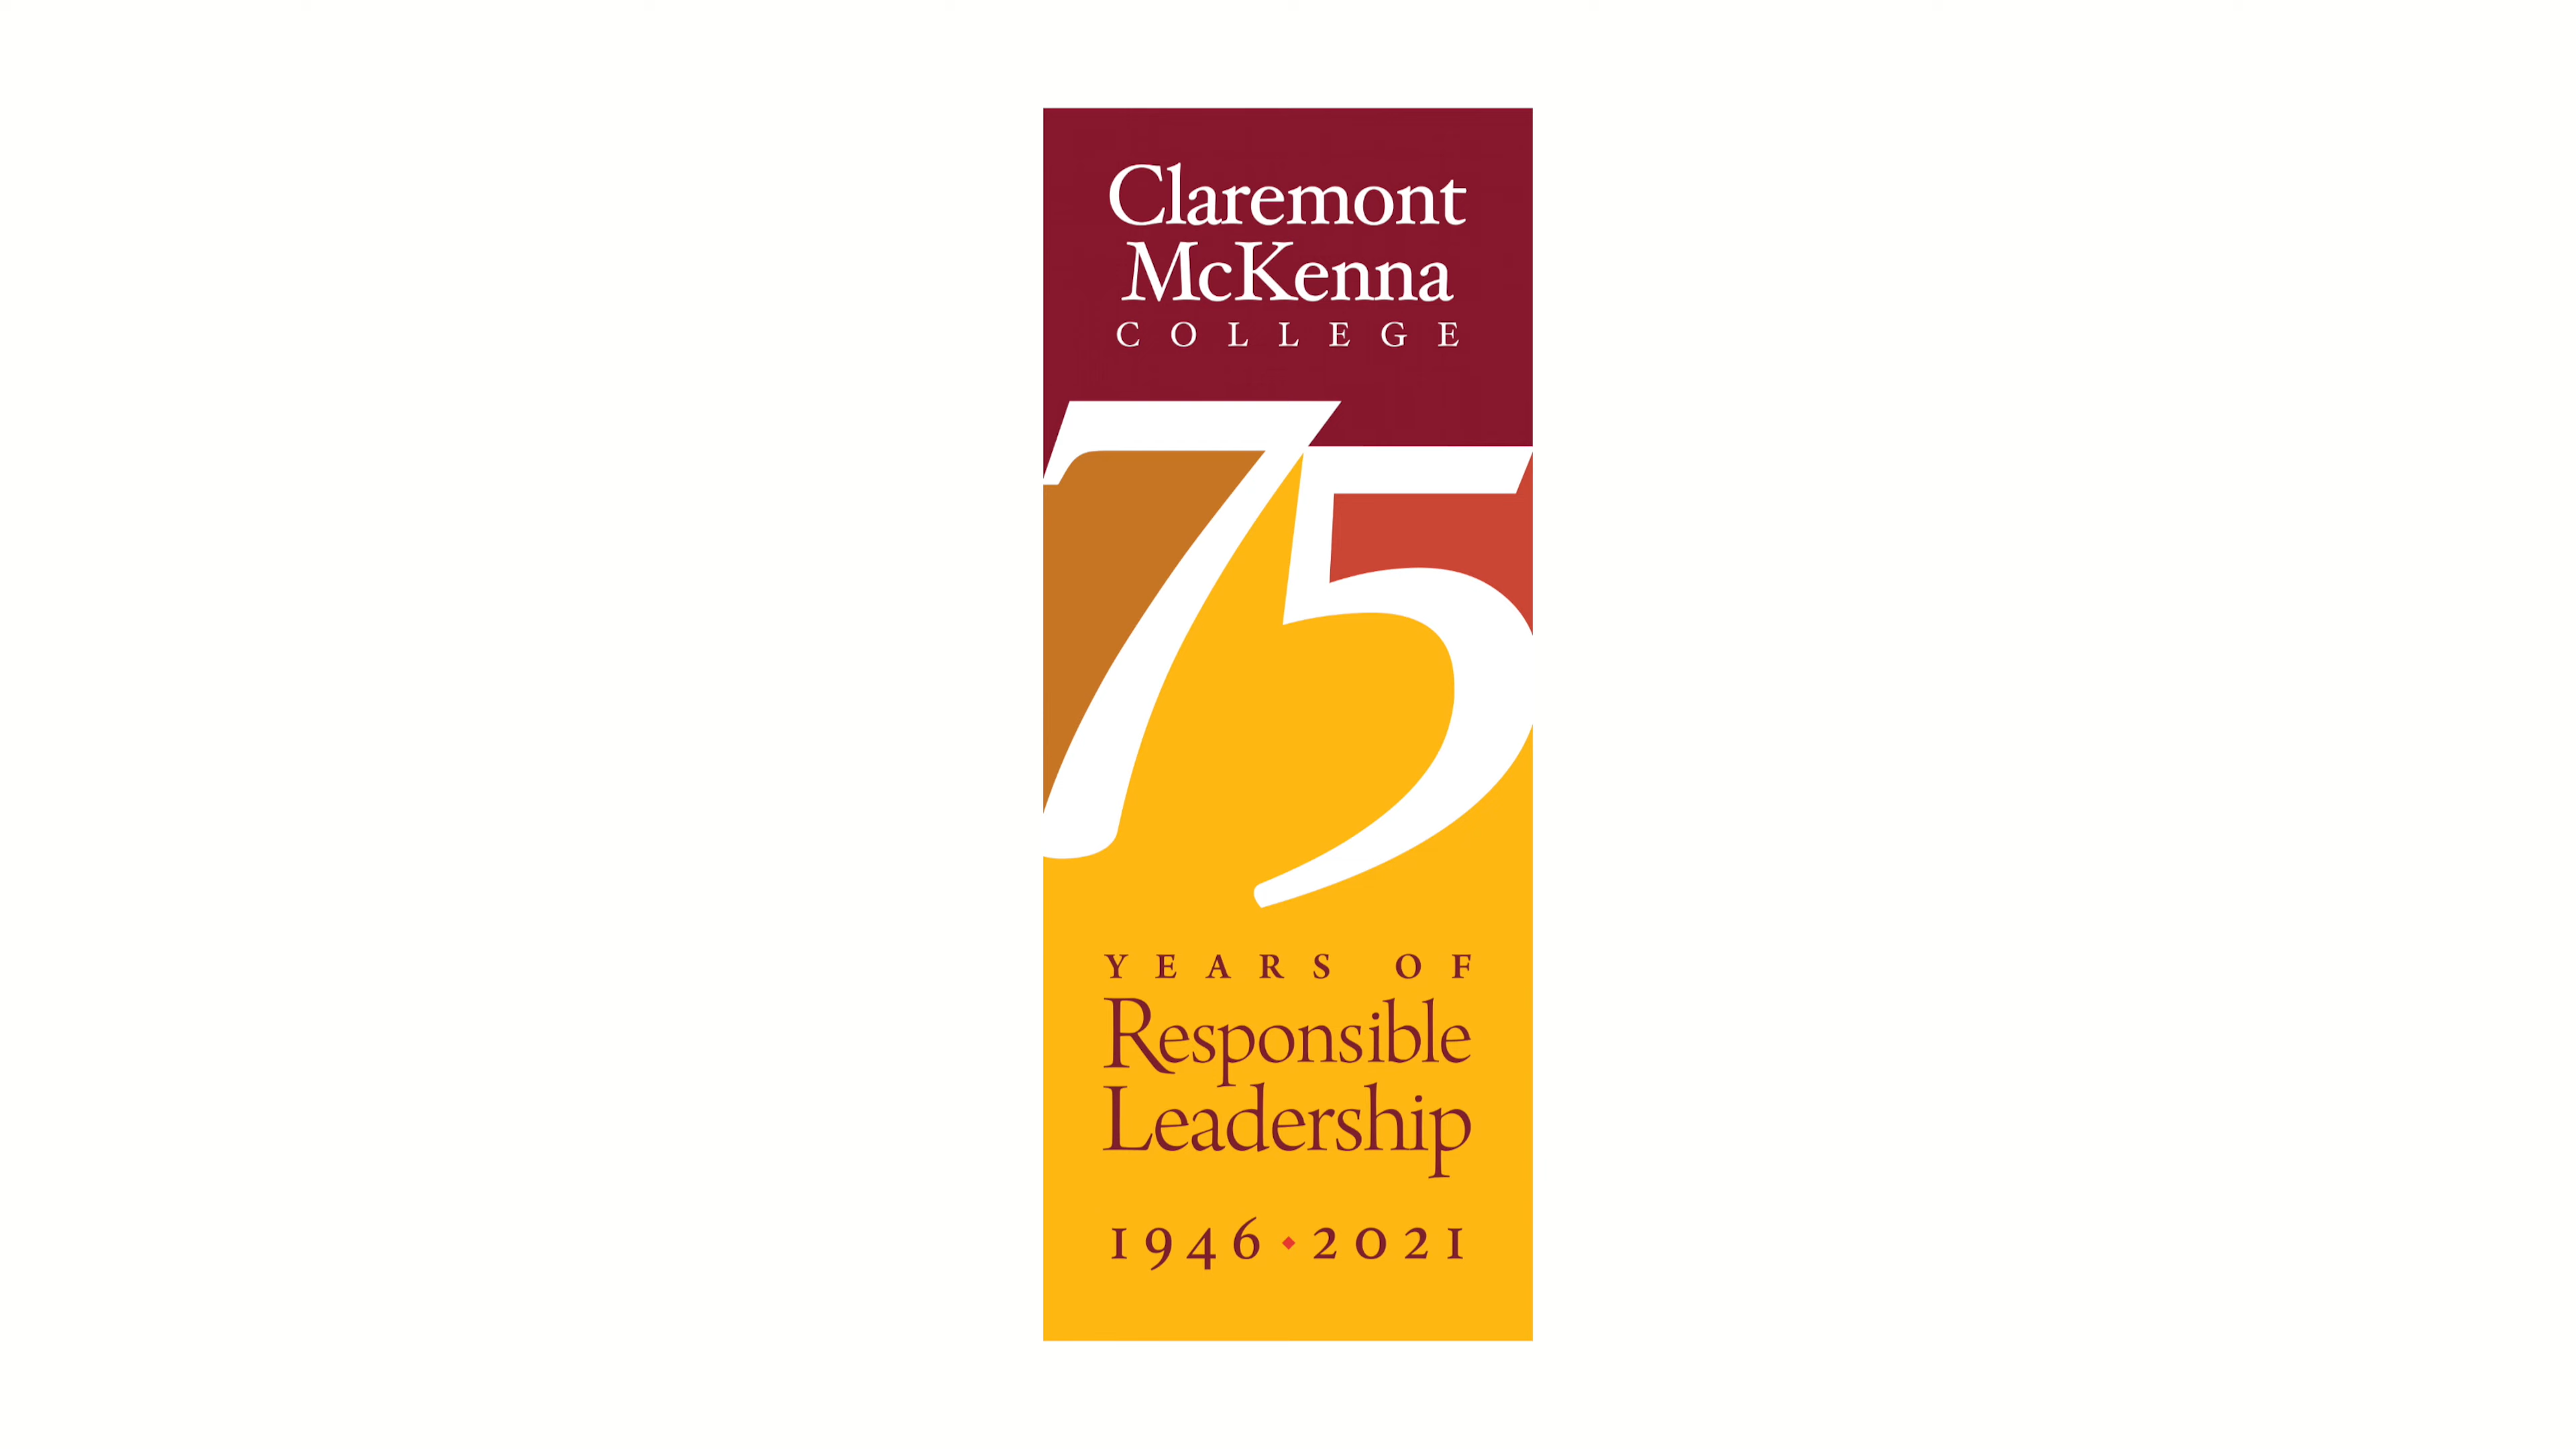 Claremont
McKenna
COLLEGE
75
YEARS OF
Responsible
Leadership
1946 ◆ 2021